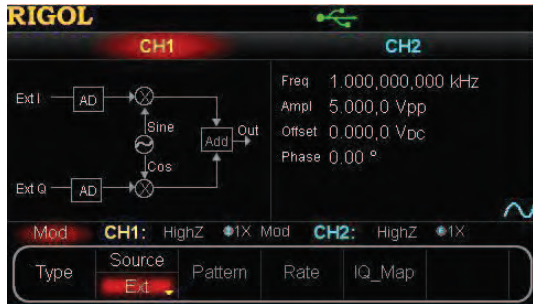 RIGOL
CH1
CH2
Ext I
AD
Sine
Add
Out
Cos
Ext Q
AD
Freq 1.000,000,000 kHz
Ampl 5.000,0 Vpp
Offset 0.000,0 VDC
Phase 0.00 °
Mod CH1: HighZ 1X Mod CH2: HighZ 1X
Type
Source
Ext
Pattern
Rate
IQ_Map